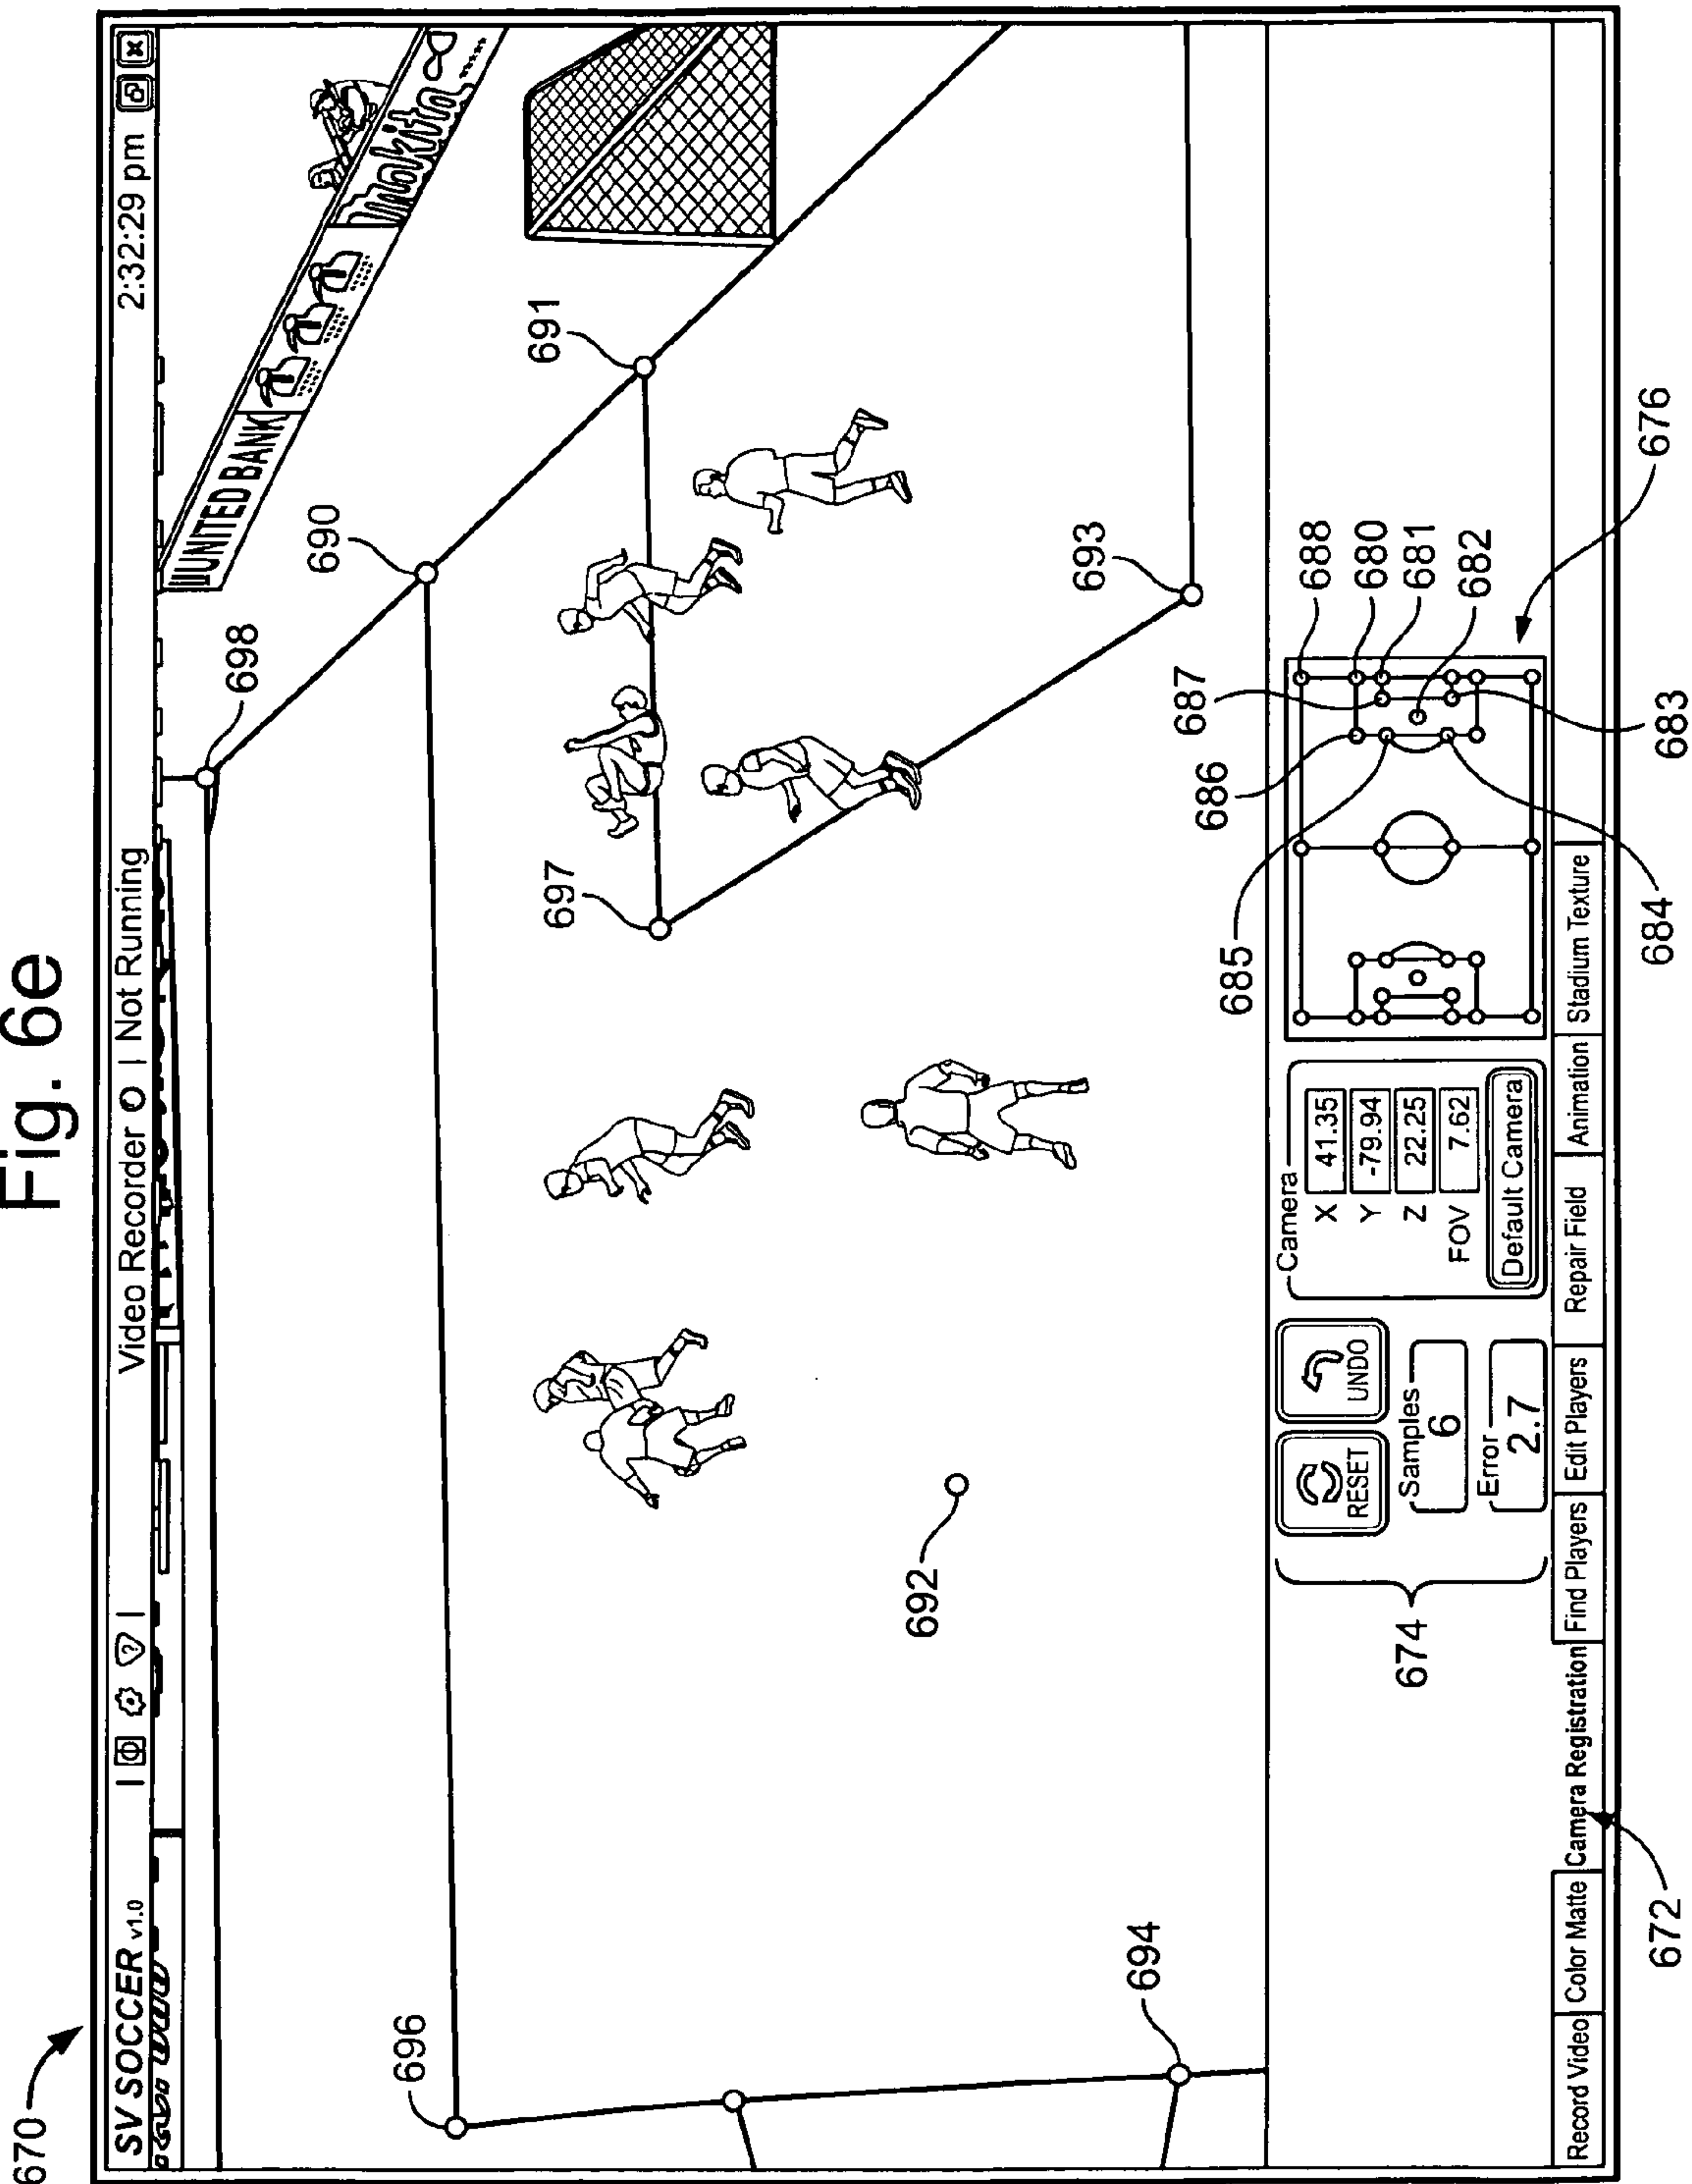 Fig. 6e
670
SV SOCCER v1.0
Video Recorder | Not Running
2:32:29 pm
UNITED BANK
makita
698
690
691
697
696
692
693
694
674
RESET
UNDO
Samples
6
Error
2.7
Camera
X 41.35
Y -79.94
Z 22.25
FOV 7.62
Default Camera
685
686
687
688
680
681
682
676
684
683
Record Video
Color Matte
Camera Registration
Find Players
Edit Players
Repair Field
Animation
Stadium Texture
672